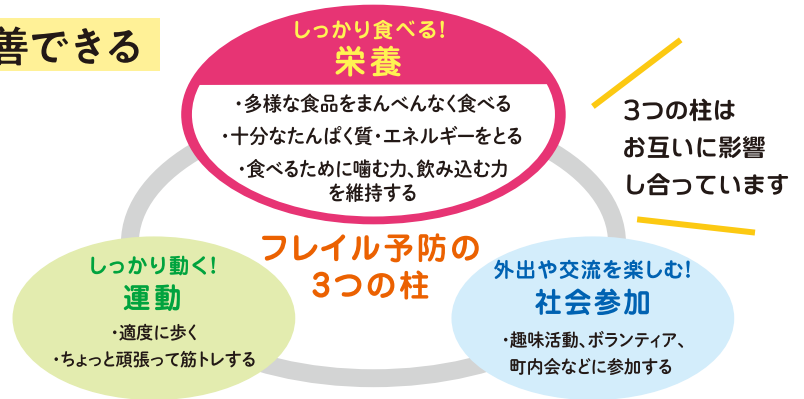 善できる
しっかり食べる!
栄養
・多様な食品をまんべんなく食べる
・十分なたんぱく質・エネルギーをとる
・食べるために噛む力、飲み込む力
を維持する
3つの柱は
お互いに影響
し合っています
フレイル予防の
3つの柱
しっかり動く!
運動
・適度に歩く
・ちょっと頑張って筋トレする
外出や交流を楽しむ!
社会参加
・趣味活動、ボランティア、
町内会などに参加する